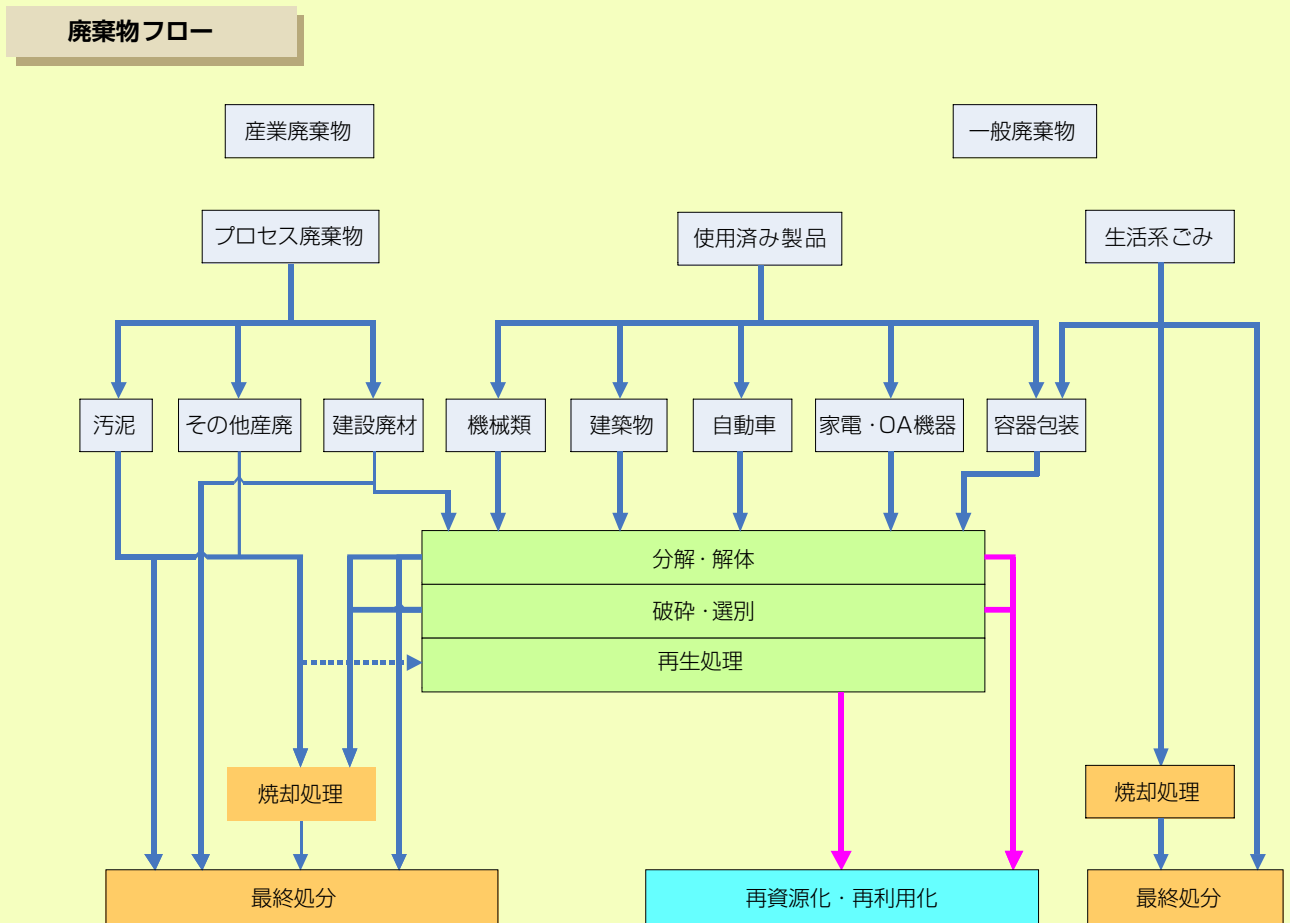 廃棄物フロー
産業廃棄物
一般廃棄物
プロセス廃棄物
使用済み製品
生活系ごみ
汚泥
その他産廃
建設廃材
機械類
建築物
自動車
家電・OA機器
容器包装
分解・解体
破砕・選別
再生処理
焼却処理
焼却処理
最終処分
再資源化・再利用化
最終処分